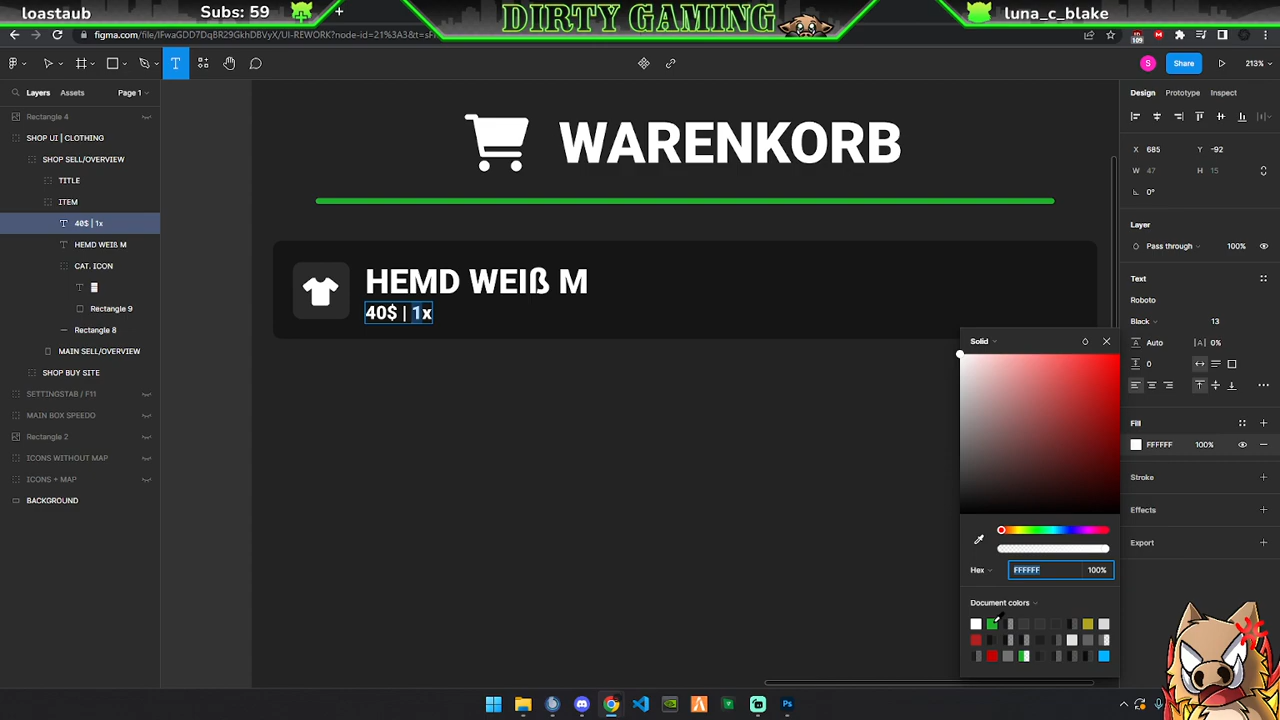 loastaub
Subs: 59
+
DIRTY GAMING
luna_c_blake
figma.com/file/IFwaGDD7DqBR29GkhDBVyX/UI-REWORK?node-id=21%3A3&t=sF
109
Share
213%
Layers
Assets
Page 1
Design
Prototype
Inspect
Rectangle 4
SHOP UI | CLOTHING
SHOP SELL/OVERVIEW
TITLE
ITEM
40$ | 1x
HEMD WEIß M
CAT. ICON
Rectangle 9
Rectangle 8
MAIN SELL/OVERVIEW
SHOP BUY SITE
SETTINGSTAB / F11
MAIN BOX SPEEDO
Rectangle 2
ICONS WITHOUT MAP
ICONS + MAP
BACKGROUND
WARENKORB
HEMD WEIß M
40$ | 1x
X 685 Y -92
W 47 H 15
0°
Layer
Pass through 100%
Text
Roboto
Black 13
Auto |A| 0%
0
Fill
FFFFFF 100%
Stroke
Effects
Export
Solid
Hex FFFFFF 100%
Document colors